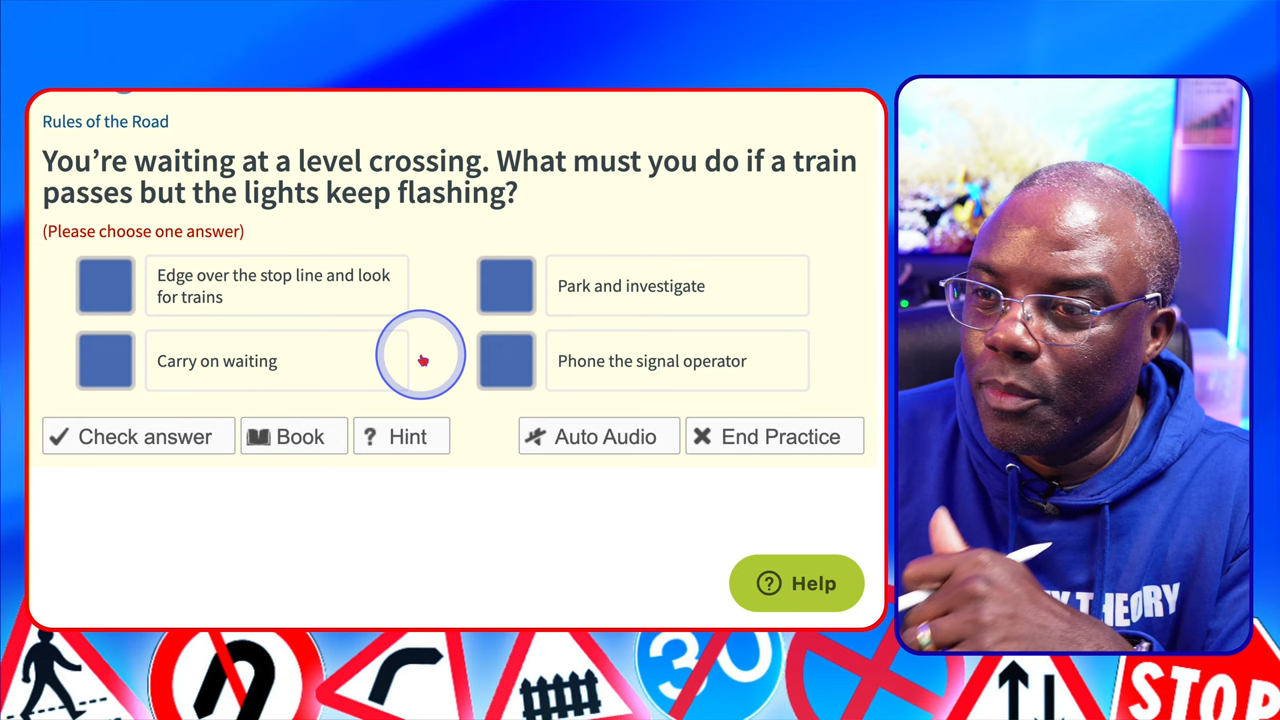 Rules of the Road
You’re waiting at a level crossing. What must you do if a train
passes but the lights keep flashing?
(Please choose one answer)
Edge over the stop line and look
for trains
Park and investigate
Carry on waiting
Phone the signal operator
Check answer
Book
? Hint
Auto Audio
End Practice
? Help
THEORY
30
STOP